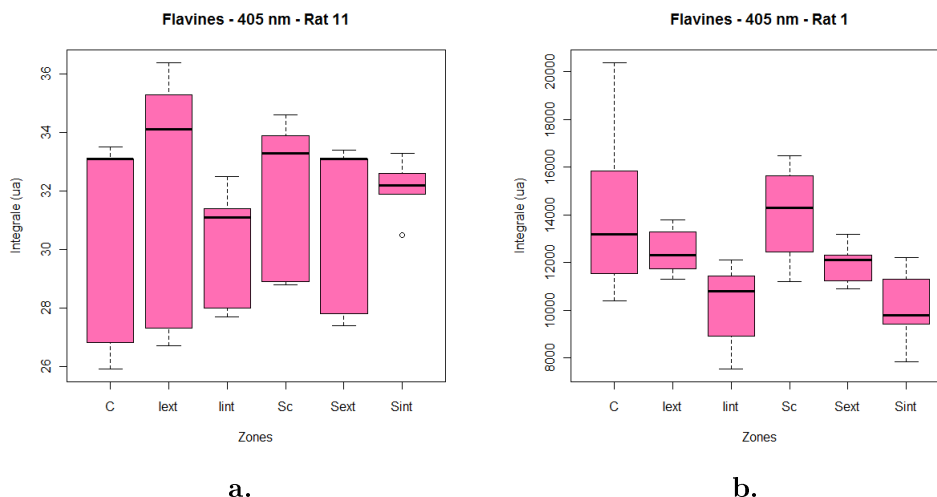 Flavines - 405 nm - Rat 11
Integrale (ua)
36
34
32
30
28
26
C Iext Iint Sc Sext Sint
Zones
a.
Flavines - 405 nm - Rat 1
Integrale (ua)
20000
18000
16000
14000
12000
10000
8000
C Iext Iint Sc Sext Sint
Zones
b.